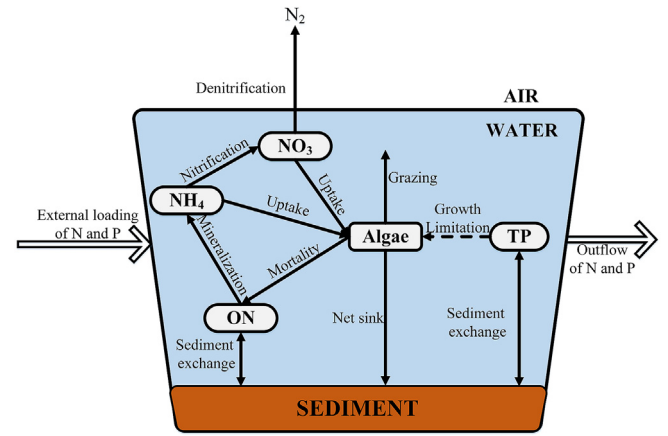 N₂
Denitrification
AIR
WATER
NO₃
Nitrification
Grazing
NH₄
Uptake
Uptake
External loading
of N and P
Growth
Limitation
Algae
TP
Outflow
of N and P
Mineralization
Mortality
ON
Net sink
Sediment
exchange
Sediment
exchange
SEDIMENT